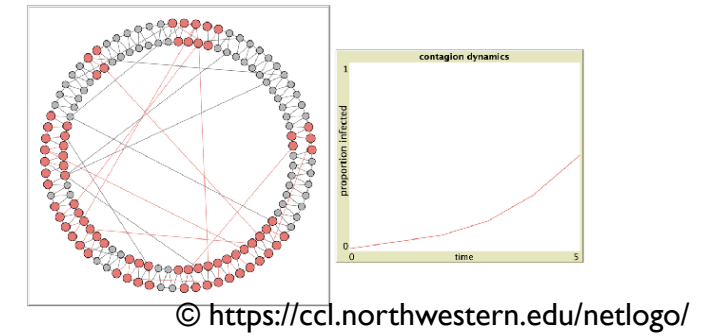 contagion dynamics
1
proportion infected
0
0
time
5
© https://ccl.northwestern.edu/netlogo/